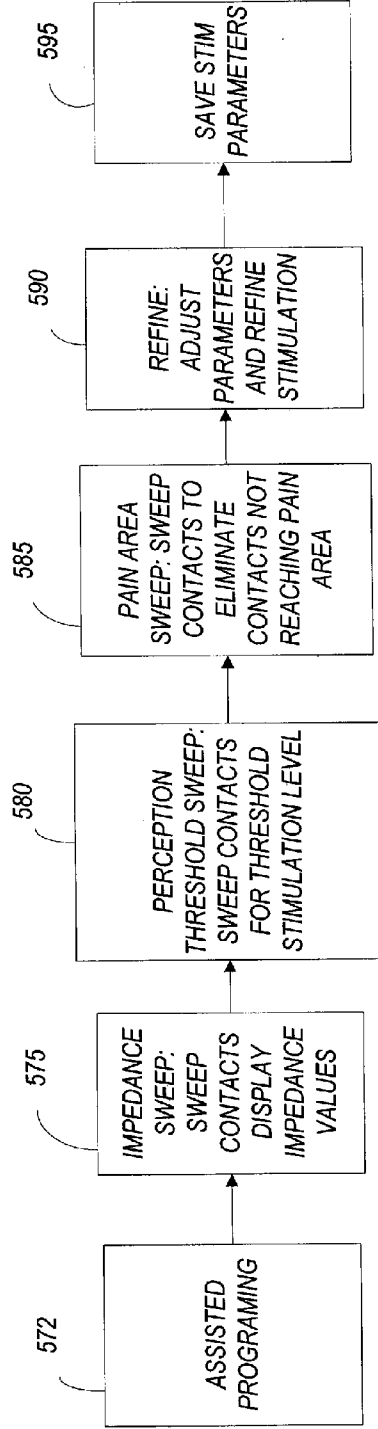 572
ASSISTED
PROGRAMING
575
IMPEDANCE
SWEEP:
SWEEP
CONTACTS
DISPLAY
IMPEDANCE
VALUES
580
PERCEPTION
THRESHOLD SWEEP:
SWEEP CONTACTS
FOR THRESHOLD
STIMULATION LEVEL
585
PAIN AREA
SWEEP: SWEEP
CONTACTS TO
ELIMINATE
CONTACTS NOT
REACHING PAIN
AREA
590
REFINE:
ADJUST
PARAMETERS
AND REFINE
STIMULATION
595
SAVE STIM
PARAMETERS